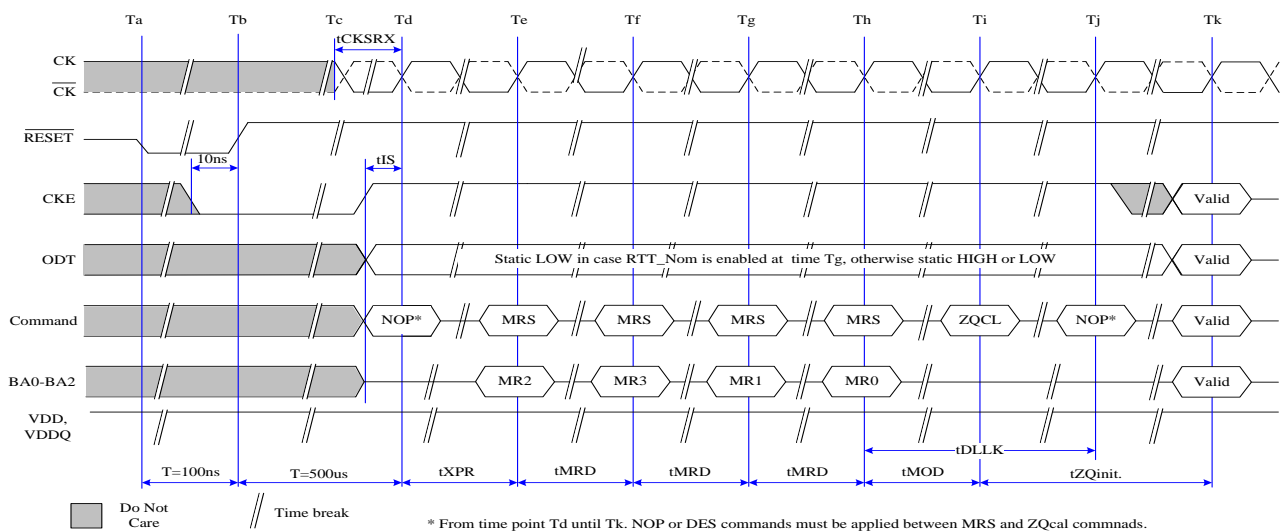 Ta Tb Tc Td Te Tf Tg Th Ti Tj Tk
tCKSRX
CK
CK
RESET
10ns
tIS
CKE
Valid
ODT
Static LOW in case RTT_Nom is enabled at time Tg, otherwise static HIGH or LOW
Valid
Command
NOP* MRS MRS MRS MRS ZQCL NOP* Valid
BA0-BA2
MR2 MR3 MR1 MR0 Valid
VDD,
VDDQ
tDLLK
T=100ns T=500us tXPR tMRD tMRD tMRD tMOD tZQinit.
Do Not
Care
Time break
* From time point Td until Tk. NOP or DES commands must be applied between MRS and ZQcal commnads.